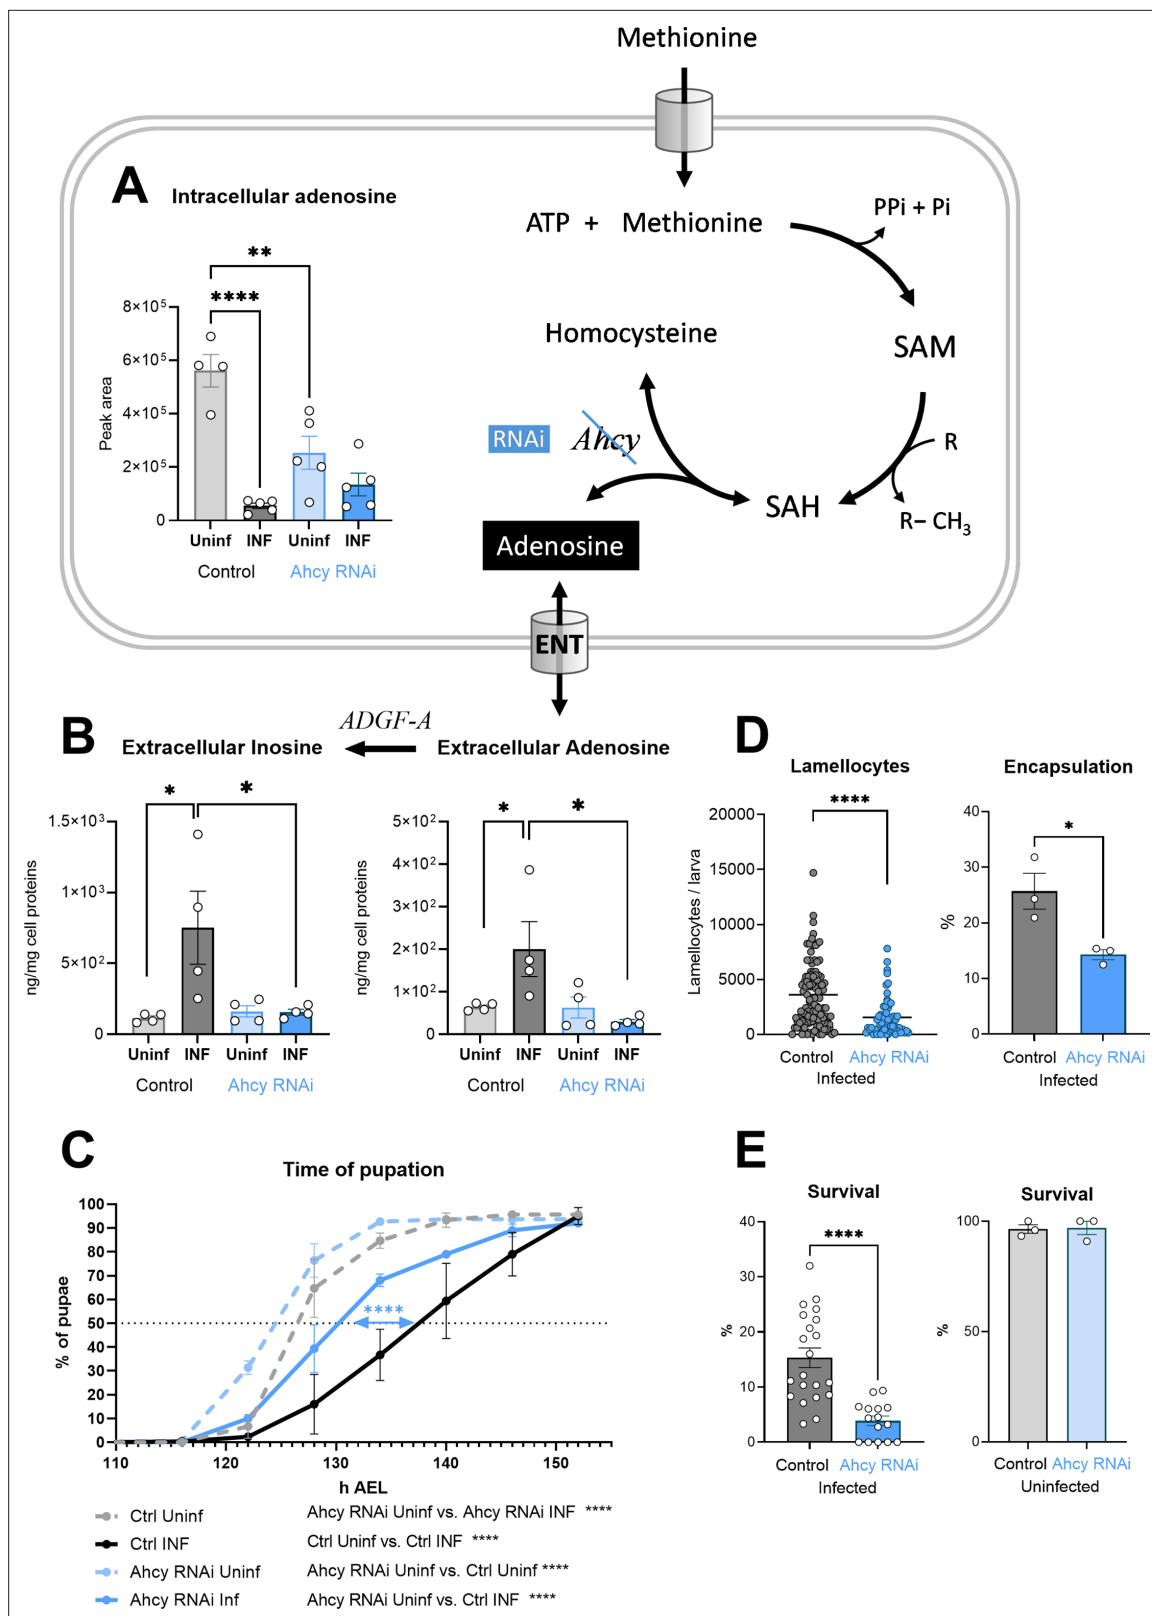 Methionine
A
Intracellular adenosine
ATP + Methionine
PPi + Pi
**
****
8×10⁵
6×10⁵
4×10⁵
2×10⁵
0
Peak area
Uninf INF Uninf INF
Control Ahcy RNAi
Homocysteine
SAM
RNAi Ahcy
R
SAH
R– CH₃
Adenosine
ENT
B
ADGF-A
Extracellular Inosine
Extracellular Adenosine
* *
1.5×10³
1×10³
5×10²
0
ng/mg cell proteins
Uninf INF Uninf INF
Control Ahcy RNAi
* *
5×10²
4×10²
3×10²
2×10²
1×10²
0
ng/mg cell proteins
Uninf INF Uninf INF
Control Ahcy RNAi
D
Lamellocytes
****
20000
15000
10000
5000
0
Lamellocytes / larva
Control Ahcy RNAi
Infected
Encapsulation
*
40
30
20
10
0
%
Control Ahcy RNAi
Infected
C
Time of pupation
100
90
80
70
60
50
40
30
20
10
0
% of pupae
****
110 120 130 140 150
h AEL
Ctrl Uninf
Ctrl INF
Ahcy RNAi Uninf
Ahcy RNAi Inf
Ahcy RNAi Uninf vs. Ahcy RNAi INF ****
Ctrl Uninf vs. Ctrl INF ****
Ahcy RNAi Uninf vs. Ctrl Uninf ****
Ahcy RNAi Uninf vs. Ctrl INF ****
E
Survival
****
40
30
20
10
0
%
Control Ahcy RNAi
Infected
Survival
100
50
0
%
Control Ahcy RNAi
Uninfected